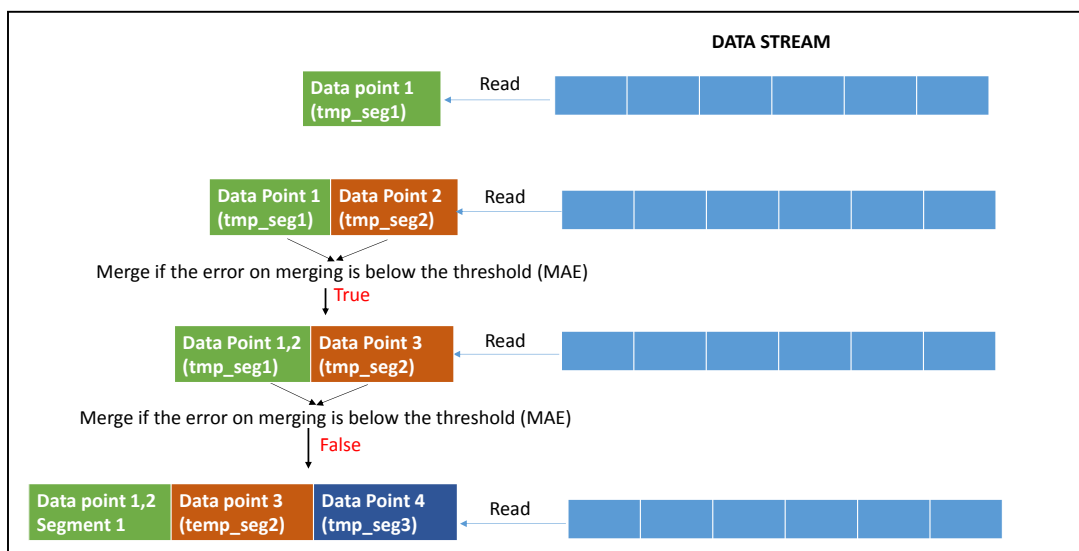 DATA STREAM
Data point 1
(tmp_seg1)
Read
Data Point 1
(tmp_seg1)
Data Point 2
(tmp_seg2)
Read
Merge if the error on merging is below the threshold (MAE)
True
Data Point 1,2
(tmp_seg1)
Data Point 3
(tmp_seg2)
Read
Merge if the error on merging is below the threshold (MAE)
False
Data point 1,2
Segment 1
Data point 3
(temp_seg2)
Data Point 4
(tmp_seg3)
Read